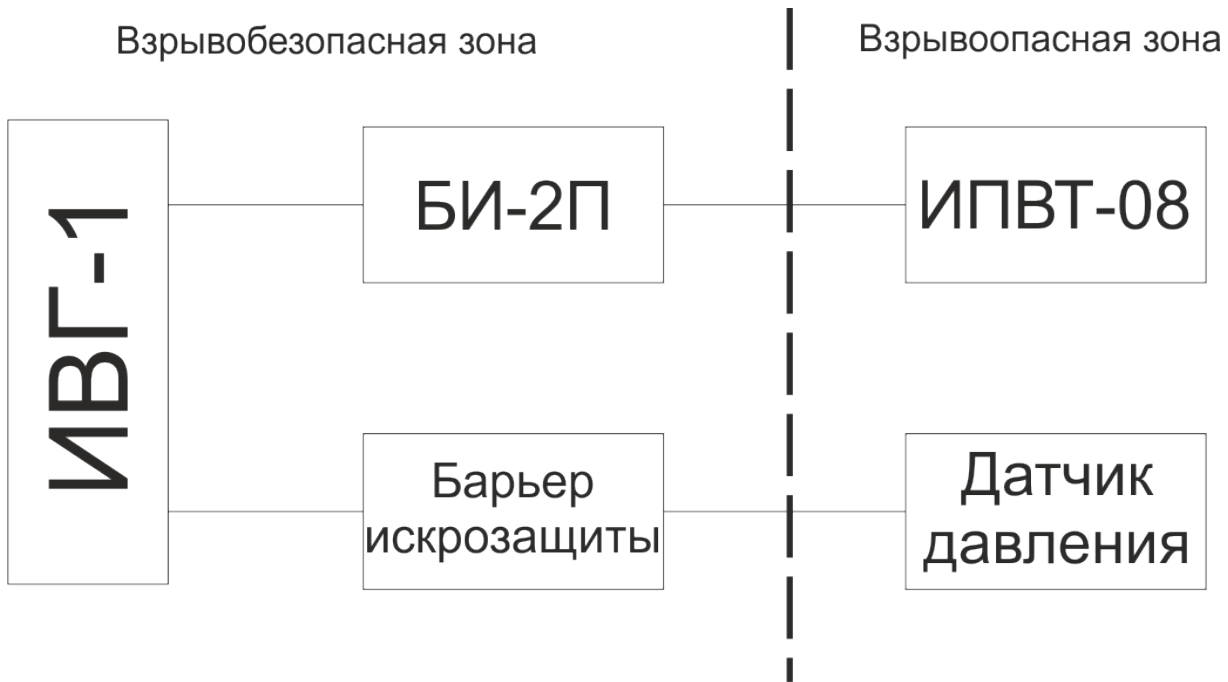 Взрывобезопасная зона
Взрывоопасная зона
ИВГ-1
БИ-2П
ИПВТ-08
Барьер
искрозащиты
Датчик
давления